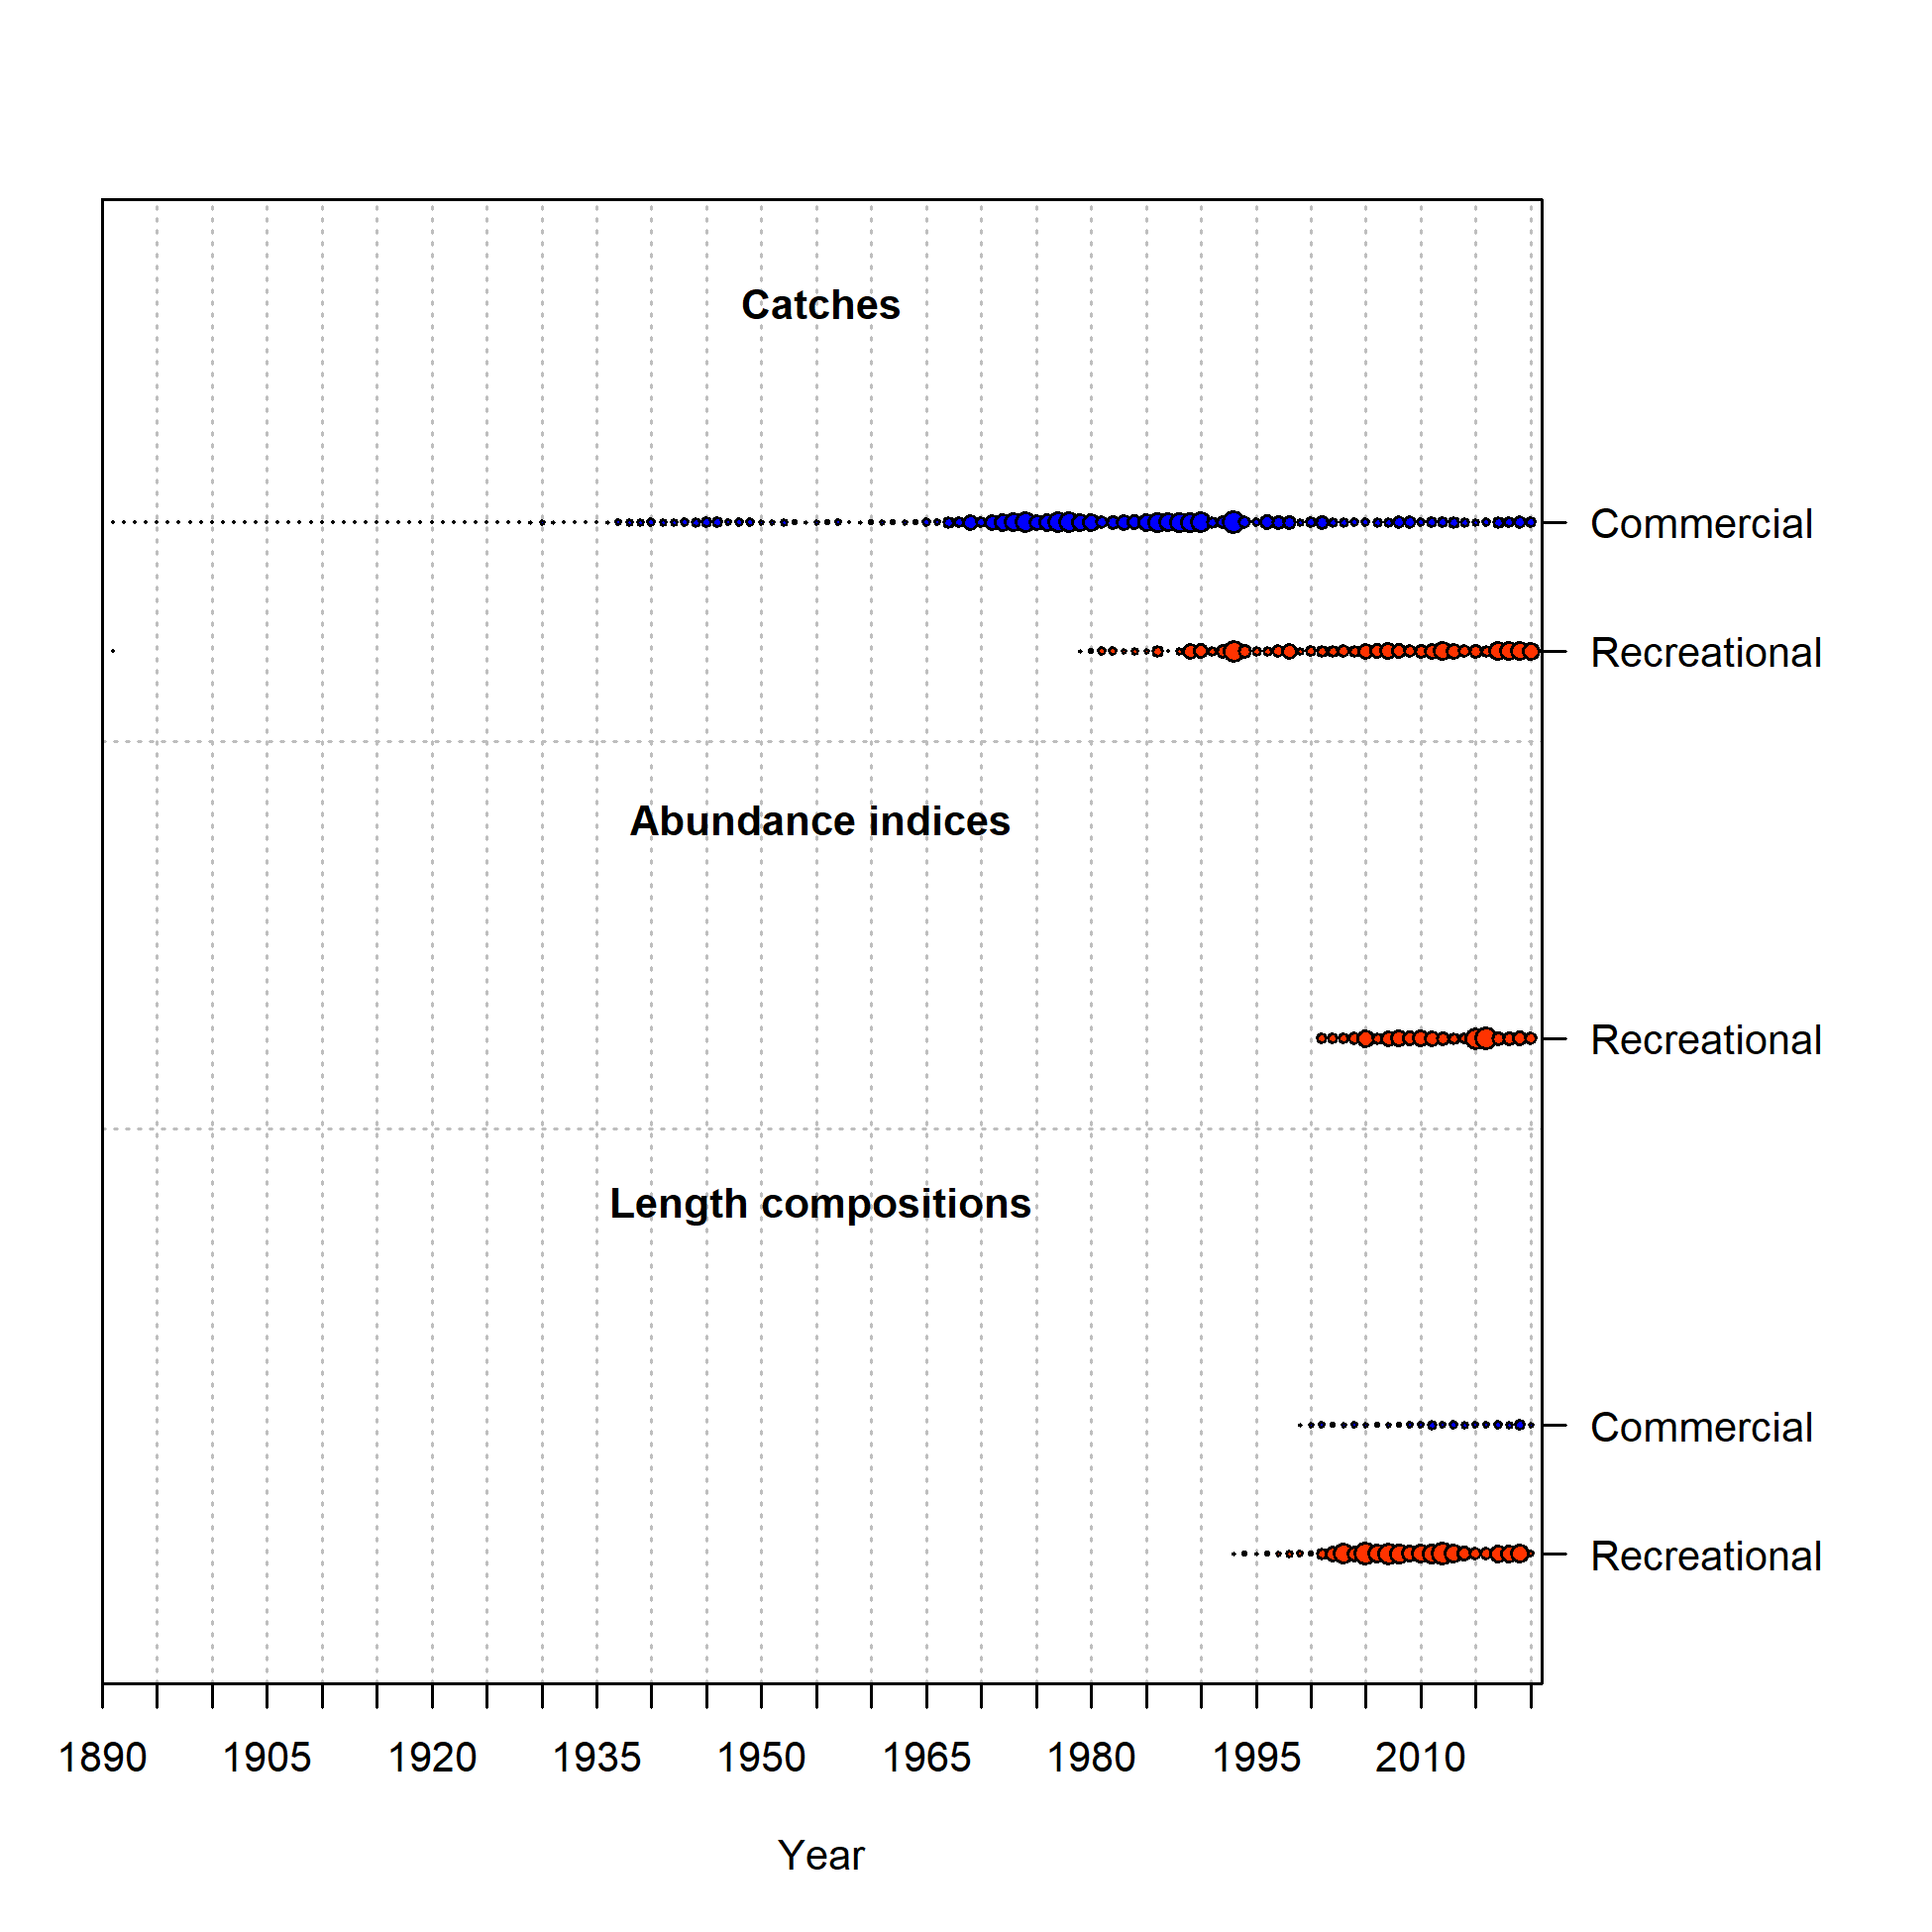 Catches
Commercial
Recreational
Abundance indices
Recreational
Length compositions
Commercial
Recreational
1890 1905 1920 1935 1950 1965 1980 1995 2010
Year